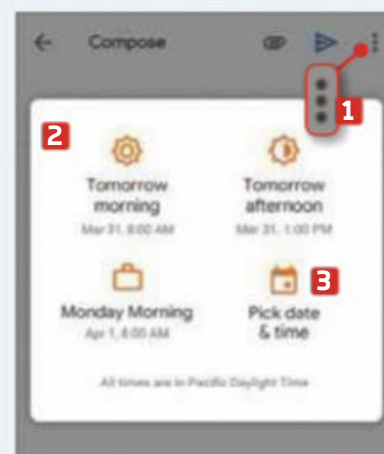 Compose
1
2
Tomorrow
morning
Mar 31, 8:00 AM
Tomorrow
afternoon
Mar 31, 1:00 PM
Monday Morning
Apr 1, 8:00 AM
3
Pick date
& time
All times are in Pacific Daylight Time